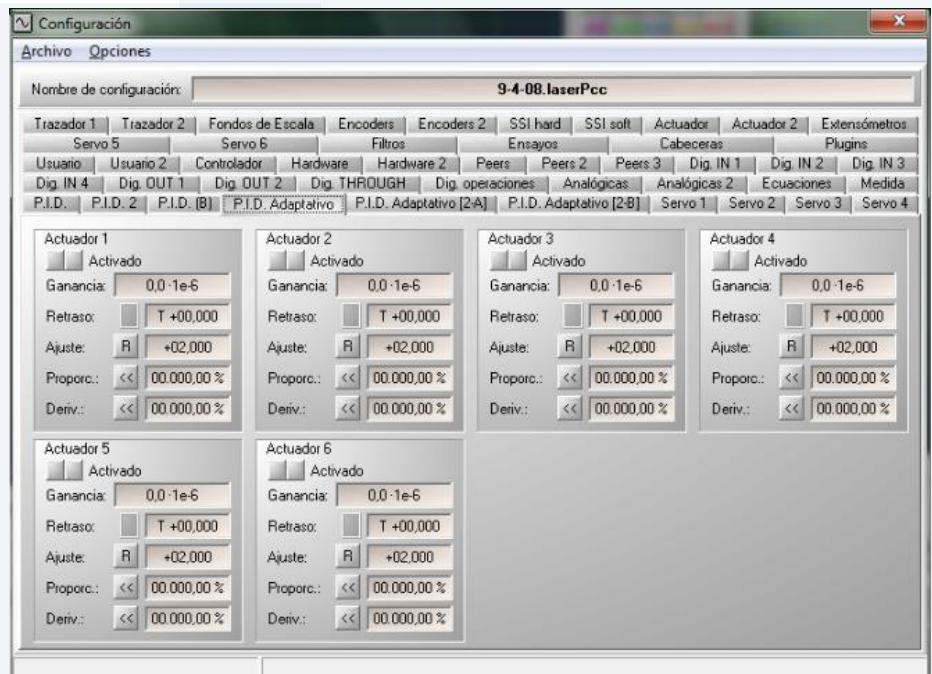 Configuración
Archivo Opciones
Nombre de configuración: 9-4-08.laserPcc
Trazador 1 Trazador 2 Fondos de Escala Encoders Encoders 2 SSI hard SSI soft Actuador Actuador 2 Extensómetros
Servo 5 Servo 6 Filtros Ensayos Cabeceras Plugins
Usuario Usuario 2 Controlador Hardware Hardware 2 Peers Peers 2 Peers 3 Dig. IN 1 Dig. IN 2 Dig. IN 3
Dig. IN 4 Dig. OUT 1 Dig. OUT 2 Dig. THROUGH Dig. operaciones Analógicas Analógicas 2 Ecuaciones Medida
P.I.D. P.I.D. 2 P.I.D. (B) P.I.D. Adaptativo P.I.D. Adaptativo [2-A] P.I.D. Adaptativo [2-B] Servo 1 Servo 2 Servo 3 Servo 4
Actuador 1
Activado
Ganancia: 0,0 ·1e-6
Retraso: T +00,000
Ajuste: R +02,000
Proporc.: << 00.000,00 %
Deriv.: << 00.000,00 %
Actuador 2
Activado
Ganancia: 0,0 ·1e-6
Retraso: T +00,000
Ajuste: R +02,000
Proporc.: << 00.000,00 %
Deriv.: << 00.000,00 %
Actuador 3
Activado
Ganancia: 0,0 ·1e-6
Retraso: T +00,000
Ajuste: R +02,000
Proporc.: << 00.000,00 %
Deriv.: << 00.000,00 %
Actuador 4
Activado
Ganancia: 0,0 ·1e-6
Retraso: T +00,000
Ajuste: R +02,000
Proporc.: << 00.000,00 %
Deriv.: << 00.000,00 %
Actuador 5
Activado
Ganancia: 0,0 ·1e-6
Retraso: T +00,000
Ajuste: R +02,000
Proporc.: << 00.000,00 %
Deriv.: << 00.000,00 %
Actuador 6
Activado
Ganancia: 0,0 ·1e-6
Retraso: T +00,000
Ajuste: R +02,000
Proporc.: << 00.000,00 %
Deriv.: << 00.000,00 %